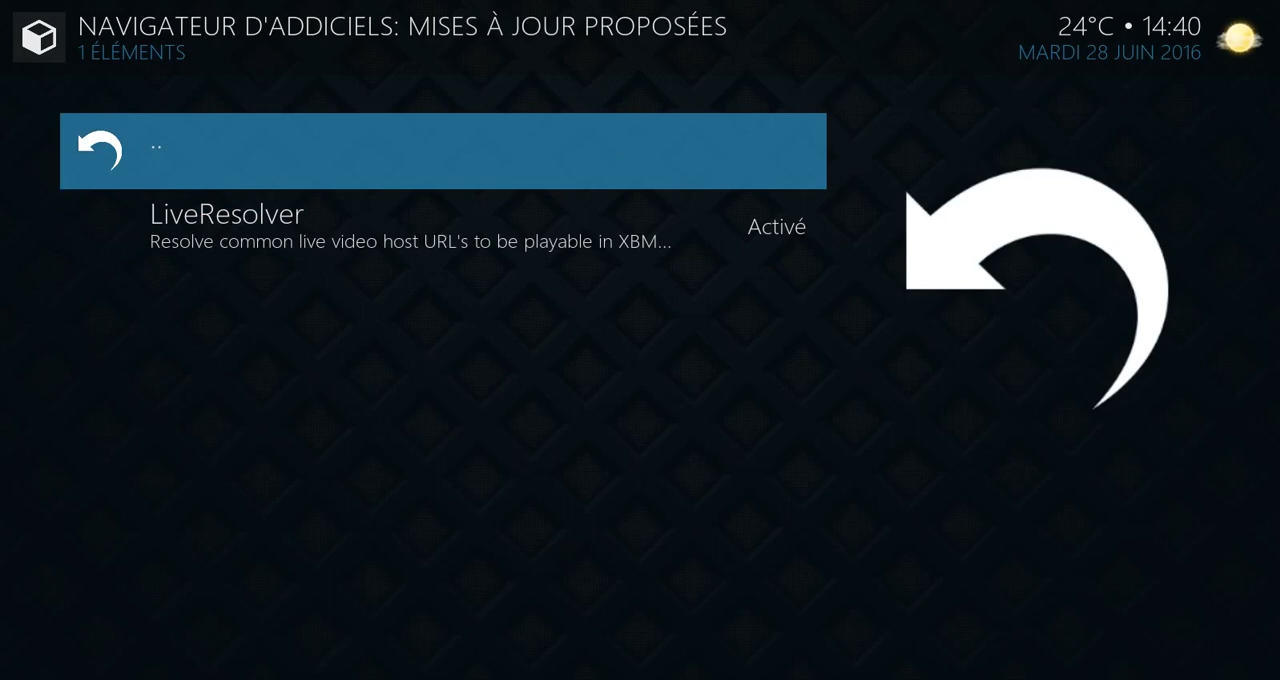 NAVIGATEUR D'ADDICIELS: MISES À JOUR PROPOSÉES
1 ÉLÉMENTS
24°C • 14:40
MARDI 28 JUIN 2016
..
LiveResolver
Resolve common live video host URL's to be playable in XBM...
Activé